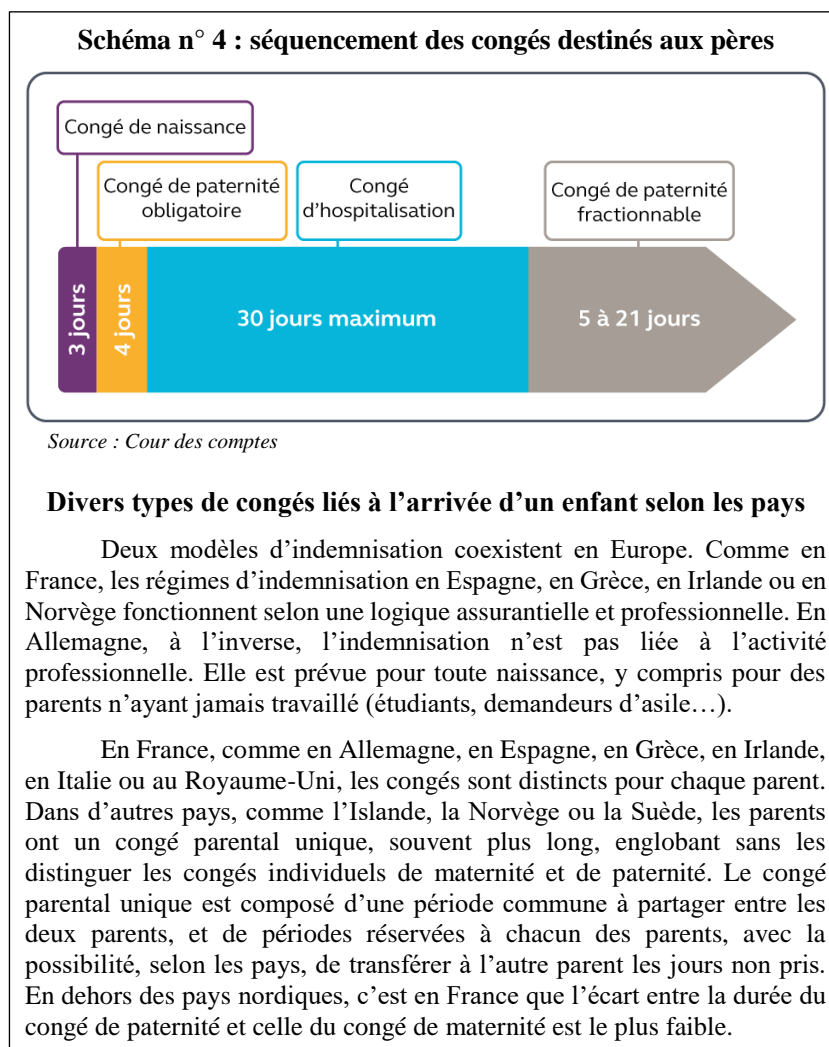 Schéma n° 4 : séquencement des congés destinés aux pères
Congé de naissance
Congé de paternité
obligatoire
Congé
d'hospitalisation
Congé de paternité
fractionnable
3 jours
4 jours
30 jours maximum
5 à 21 jours
Source : Cour des comptes
Divers types de congés liés à l'arrivée d'un enfant selon les pays
Deux modèles d'indemnisation coexistent en Europe. Comme en
France, les régimes d'indemnisation en Espagne, en Grèce, en Irlande ou en
Norvège fonctionnent selon une logique assurantielle et professionnelle. En
Allemagne, à l'inverse, l'indemnisation n'est pas liée à l'activité
professionnelle. Elle est prévue pour toute naissance, y compris pour des
parents n'ayant jamais travaillé (étudiants, demandeurs d'asile…).
En France, comme en Allemagne, en Espagne, en Grèce, en Irlande,
en Italie ou au Royaume-Uni, les congés sont distincts pour chaque parent.
Dans d'autres pays, comme l'Islande, la Norvège ou la Suède, les parents
ont un congé parental unique, souvent plus long, englobant sans les
distinguer les congés individuels de maternité et de paternité. Le congé
parental unique est composé d'une période commune à partager entre les
deux parents, et de périodes réservées à chacun des parents, avec la
possibilité, selon les pays, de transférer à l'autre parent les jours non pris.
En dehors des pays nordiques, c'est en France que l'écart entre la durée du
congé de paternité et celle du congé de maternité est le plus faible.